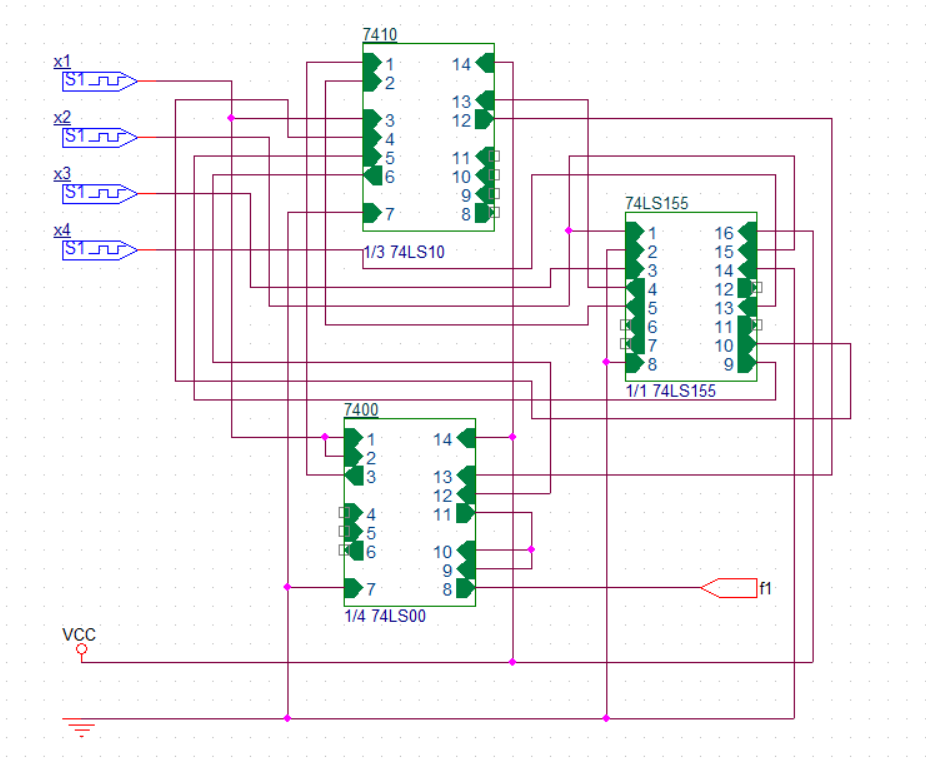 7410
x1
S1
1 14
2
13
x2
3 12
S1
4
5 11
6 10
x3
9
S1
7 8
74LS155
x4
1 16
S1
1/3 74LS10
2 15
3 14
4 12
5 13
6 11
7 10
8 9
1/1 74LS155
7400
1 14
2
3 13
12
4 11
5
6 10
9
7 8
f1
1/4 74LS00
VCC